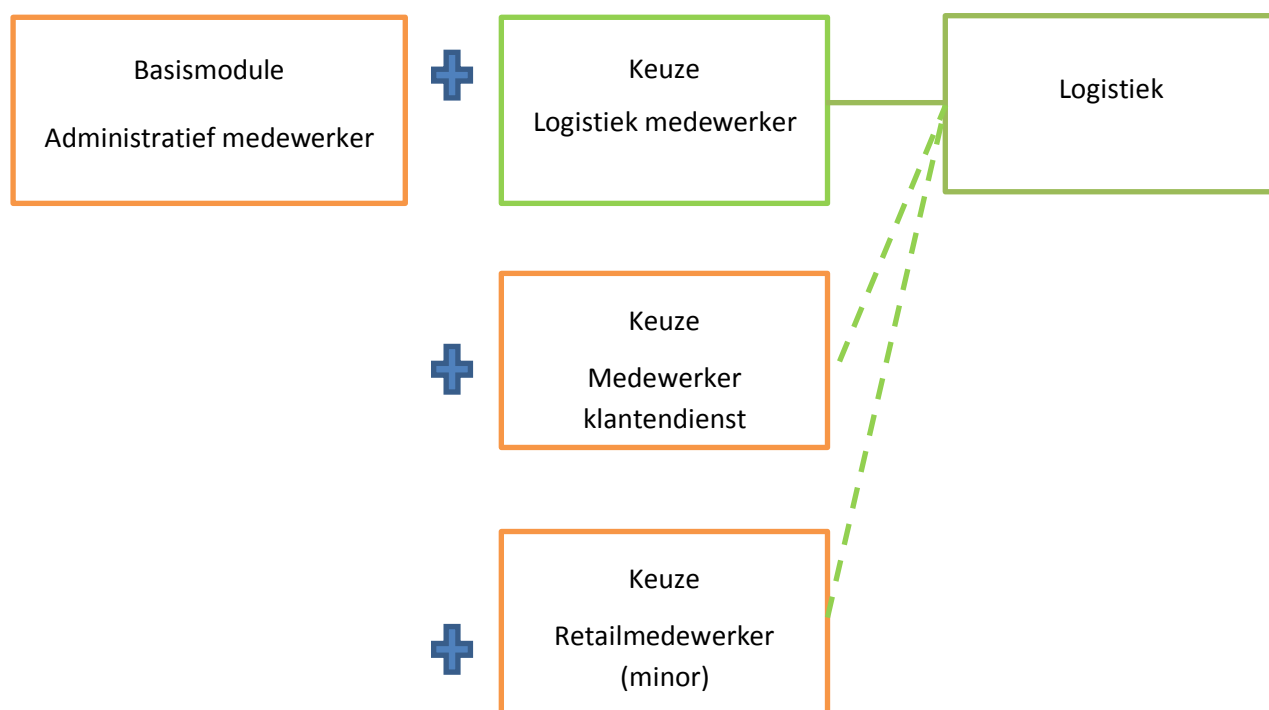 Basismodule
Administratief medewerker
Keuze
Logistiek medewerker
Logistiek
Keuze
Medewerker
klantendienst
Keuze
Retailmedewerker
(minor)